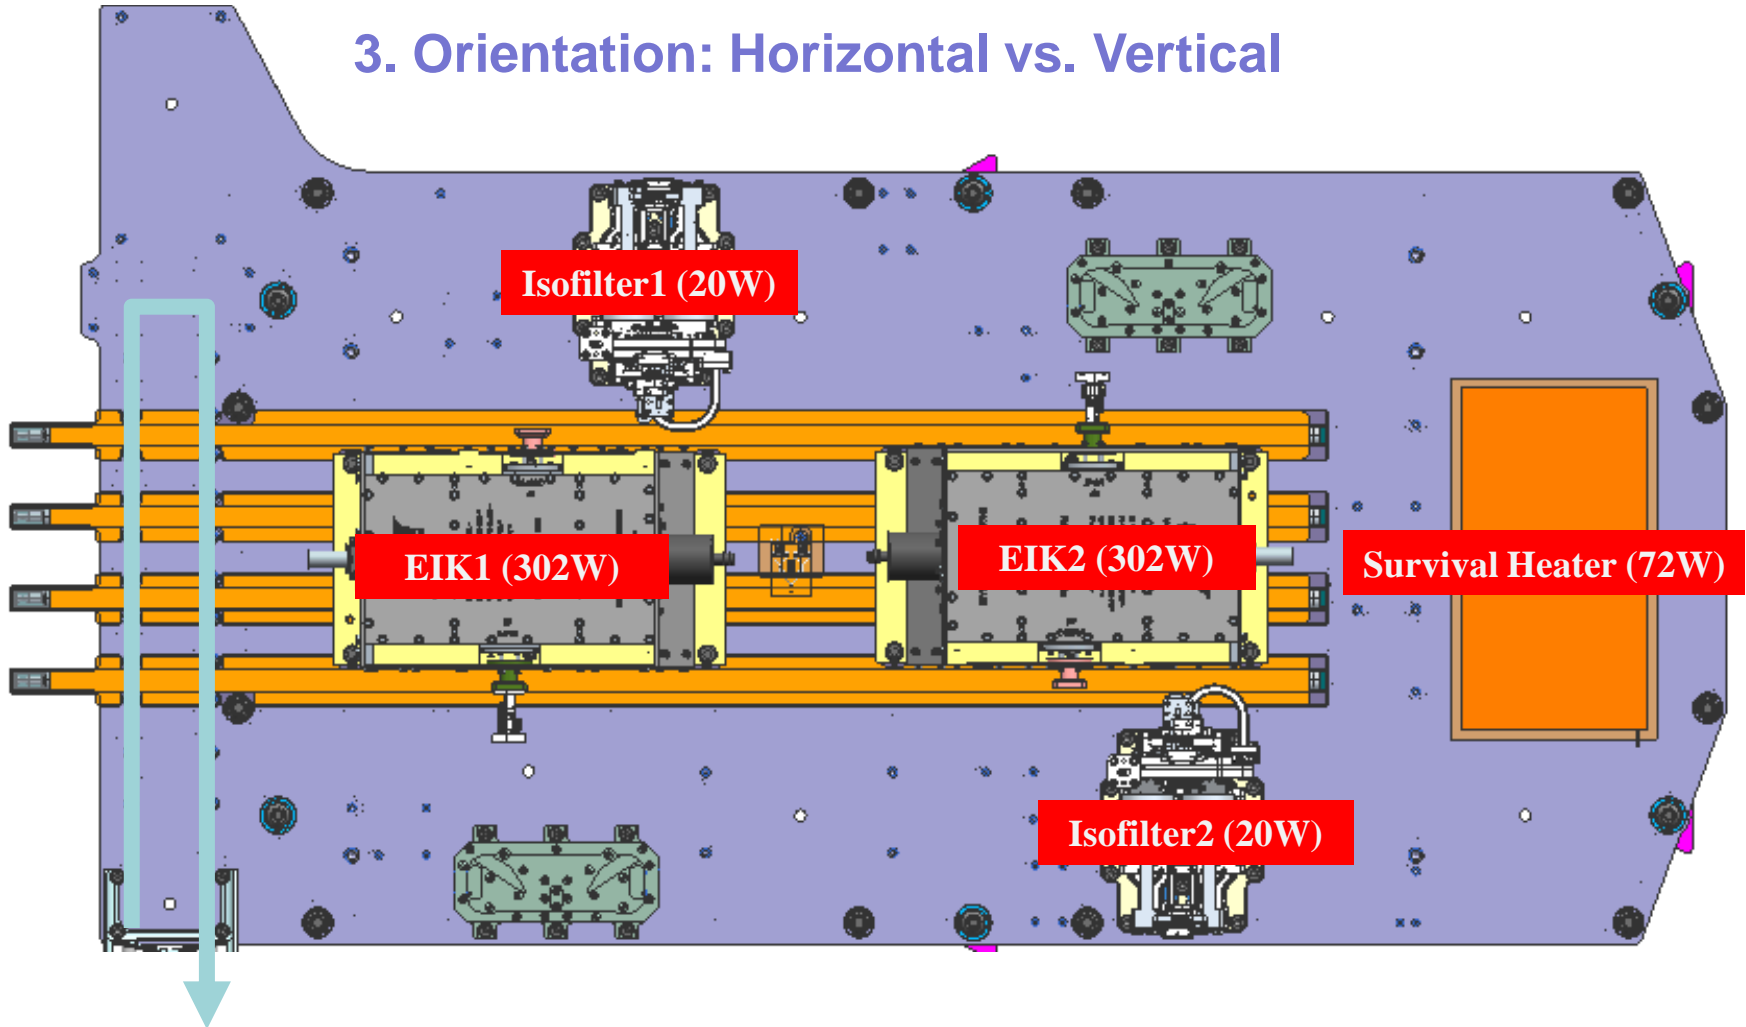 3. Orientation: Horizontal vs. Vertical
Isofilter1 (20W)
EIK1 (302W)
EIK2 (302W)
Survival Heater (72W)
Isofilter2 (20W)